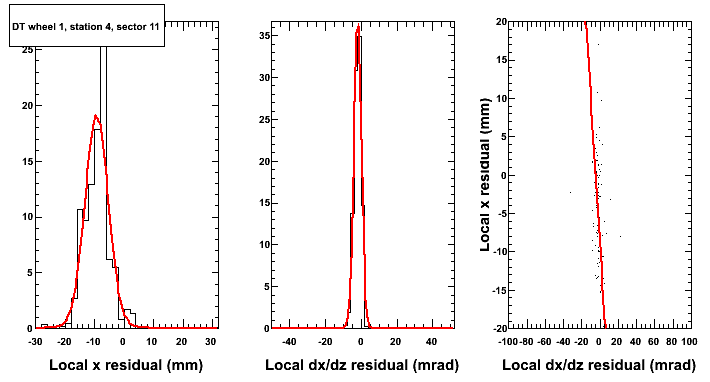 DT wheel 1, station 4, sector 11
25
20
15
10
5
0
-30 -20 -10 0 10 20 30
Local x residual (mm)
35
30
25
20
15
10
5
0
-40 -20 0 20 40
Local dx/dz residual (mrad)
Local x residual (mm)
20
15
10
5
0
-5
-10
-15
-20
-100 -80 -60 -40 -20 0 20 40 60 80 100
Local dx/dz residual (mrad)